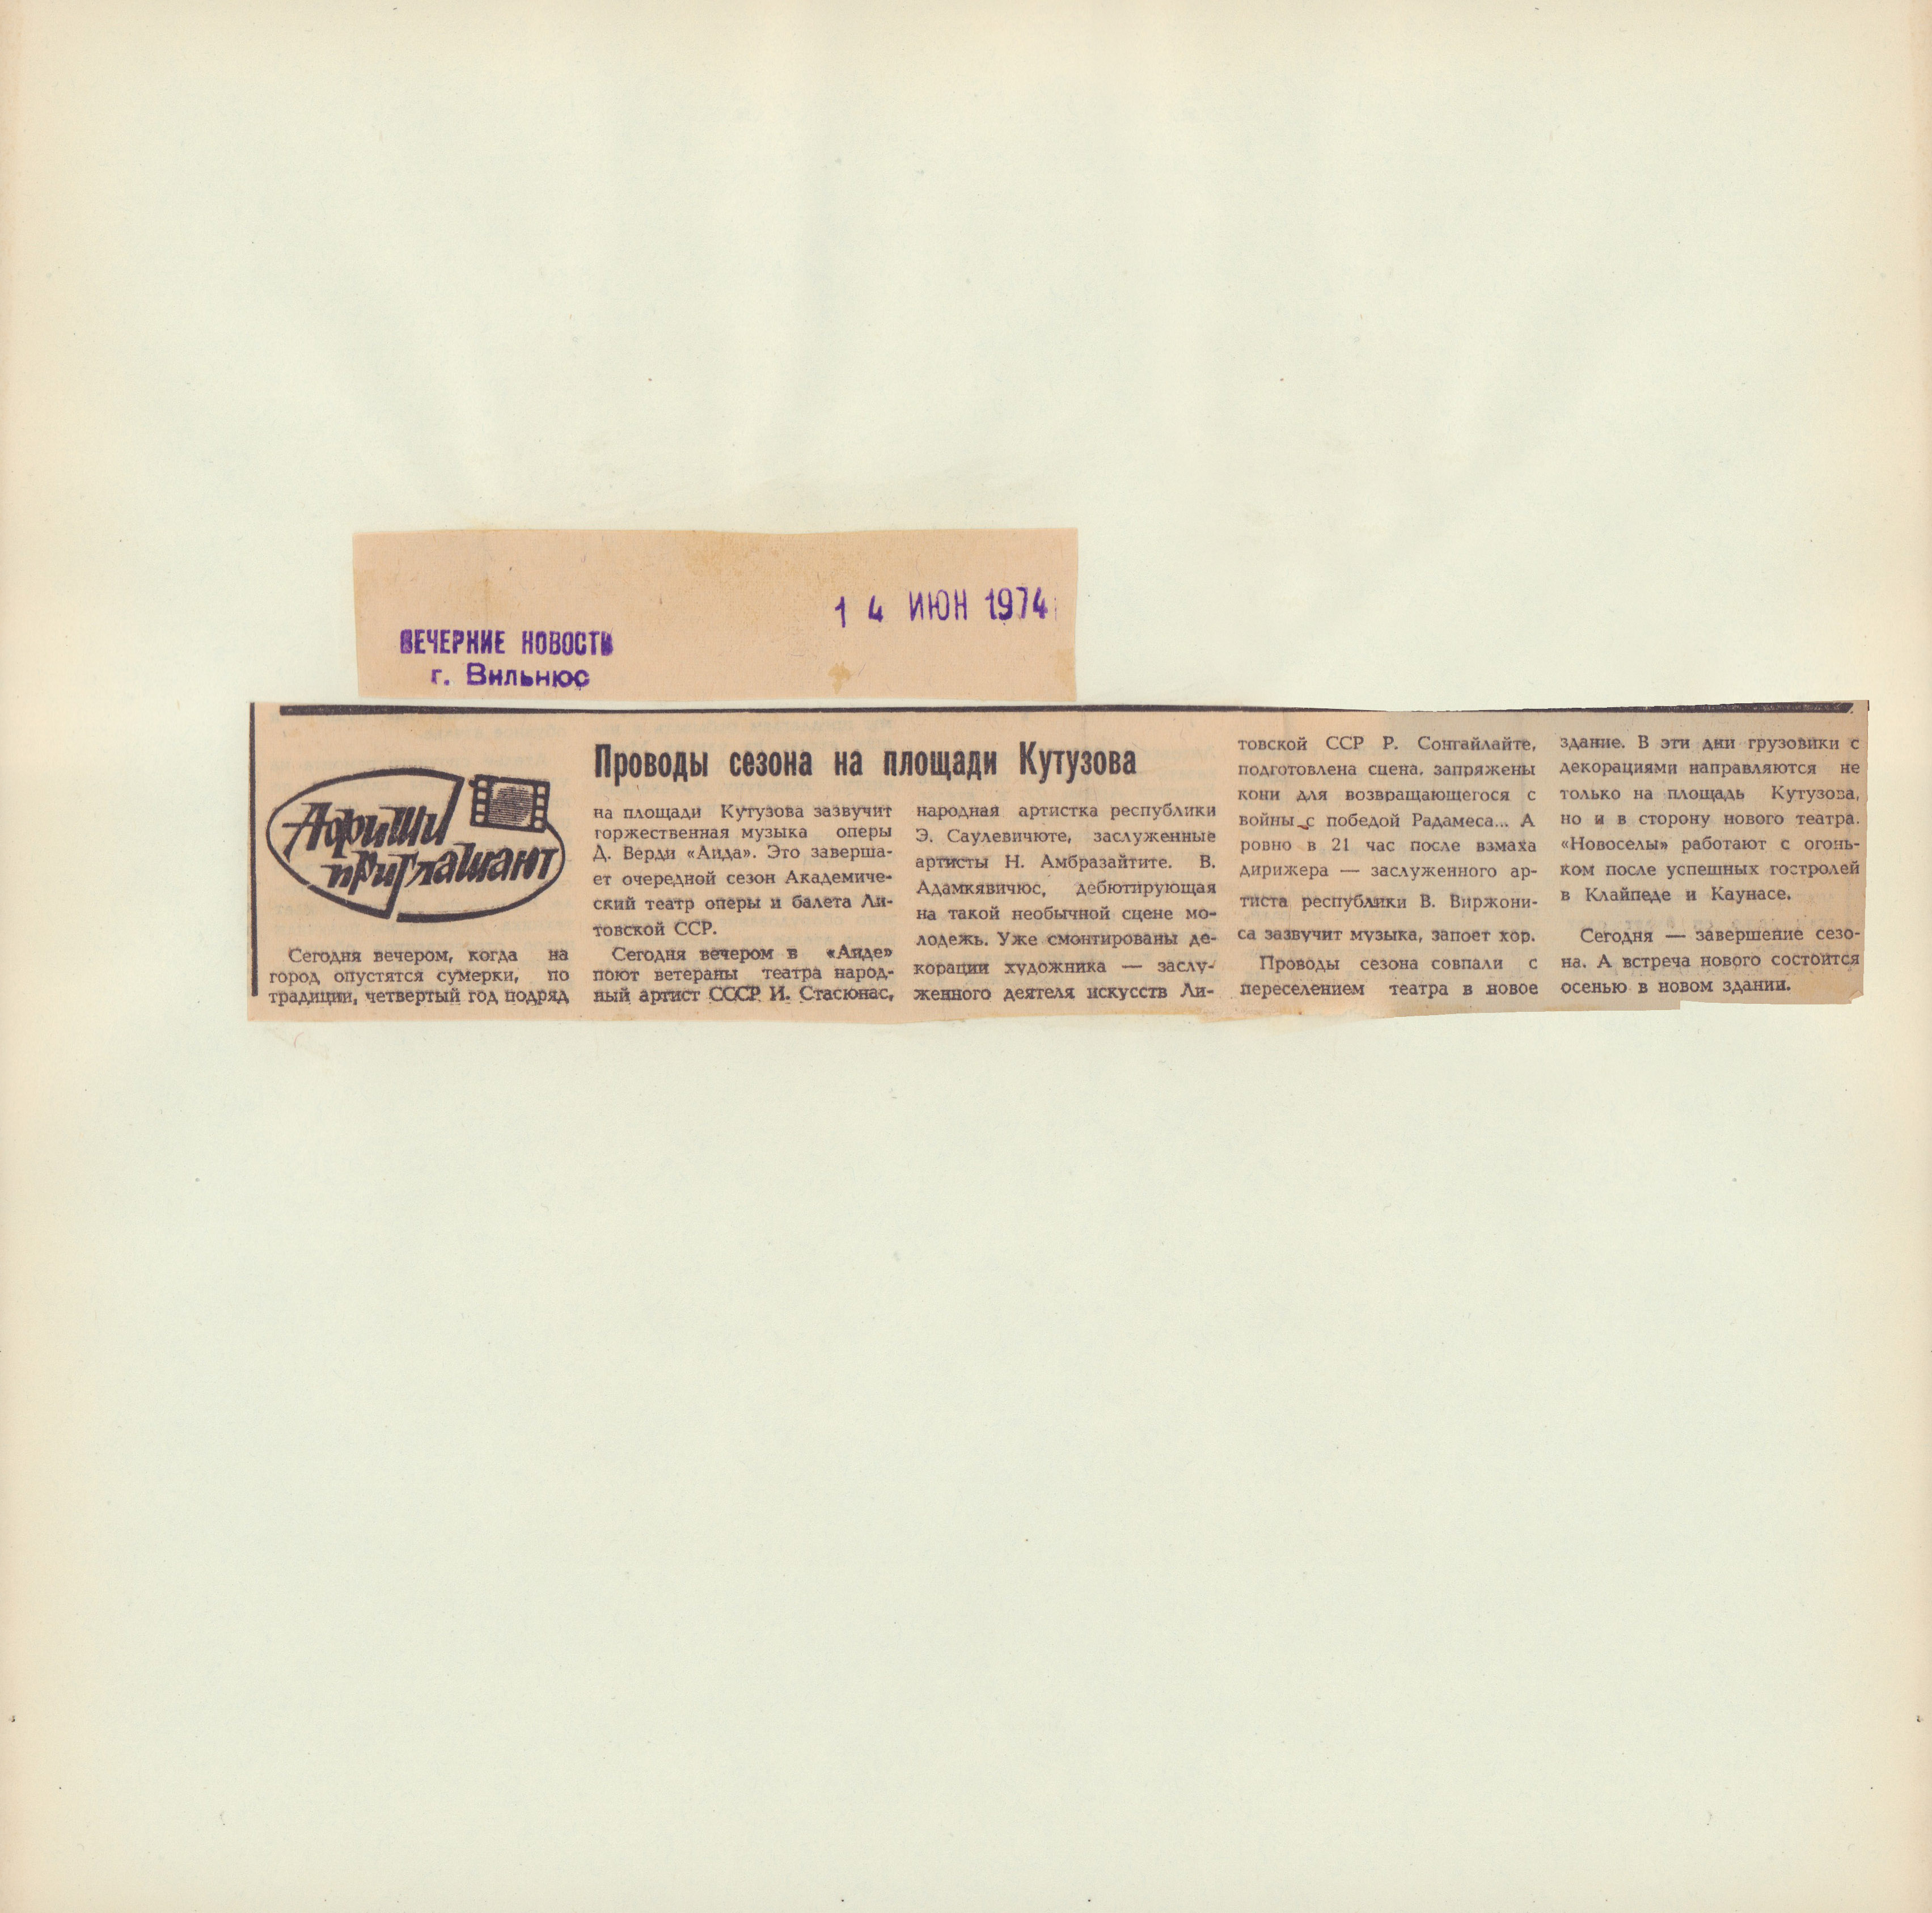 1 4 ИЮН 1974
ВЕЧЕРНИЕ НОВОСТИ
г. Вильнюс
Афиши
приглашают
Проводы сезона на площади Кутузова
Сегодня вечером, когда на
город опустятся сумерки, по
традиции, четвертый год подряд
на площади Кутузова зазвучит
торжественная музыка оперы
Д. Верди «Аида». Это заверша-
ет очередной сезон Академиче-
ский театр оперы и балета Ли-
товской ССР.
Сегодня вечером в «Аиде»
поют ветераны театра народ-
ный артист СССР И. Стасюнас,
народная артистка республики
Э. Саулевичюте, заслуженные
артисты Н. Амбразайтите. В.
Адамкявичюс, дебютирующая
на такой необычной сцене мо-
лодежь. Уже смонтированы де-
корации художника — заслу-
женного деятеля искусств Ли-
товской ССР Р. Сонгайлайте,
подготовлена сцена, запряжены
кони для возвращающегося с
войны с победой Радамеса... А
ровно в 21 час после взмаха
дирижера — заслуженного ар-
тиста республики В. Виржони-
са зазвучит музыка, запоет хор.
Проводы сезона совпали с
переселением театра в новое
здание. В эти дни грузовики с
декорациями направляются не
только на площадь Кутузова,
но и в сторону нового театра.
«Новоселы» работают с огонь-
ком после успешных гостролей
в Клайпеде и Каунасе.
Сегодня — завершение сезо-
на. А встреча нового состоится
осенью в новом здании.